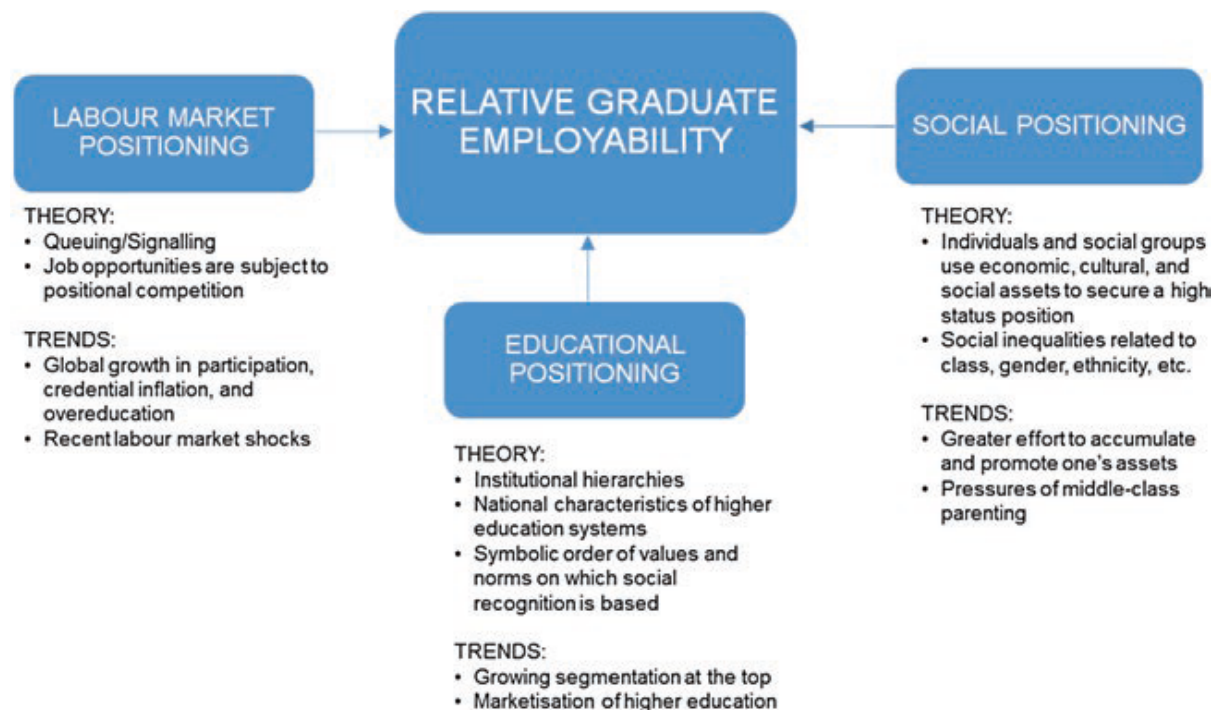 RELATIVE GRADUATE
EMPLOYABILITY
LABOUR MARKET
POSITIONING
THEORY:
• Queuing/Signalling
• Job opportunities are subject to
positional competition
TRENDS:
• Global growth in participation,
credential inflation, and
overeducation
• Recent labour market shocks
EDUCATIONAL
POSITIONING
THEORY:
• Institutional hierarchies
• National characteristics of higher
education systems
• Symbolic order of values and
norms on which social
recognition is based
TRENDS:
• Growing segmentation at the top
• Marketisation of higher education
SOCIAL POSITIONING
THEORY:
• Individuals and social groups
use economic, cultural, and
social assets to secure a high
status position
• Social inequalities related to
class, gender, ethnicity, etc.
TRENDS:
• Greater effort to accumulate
and promote one's assets
• Pressures of middle-class
parenting